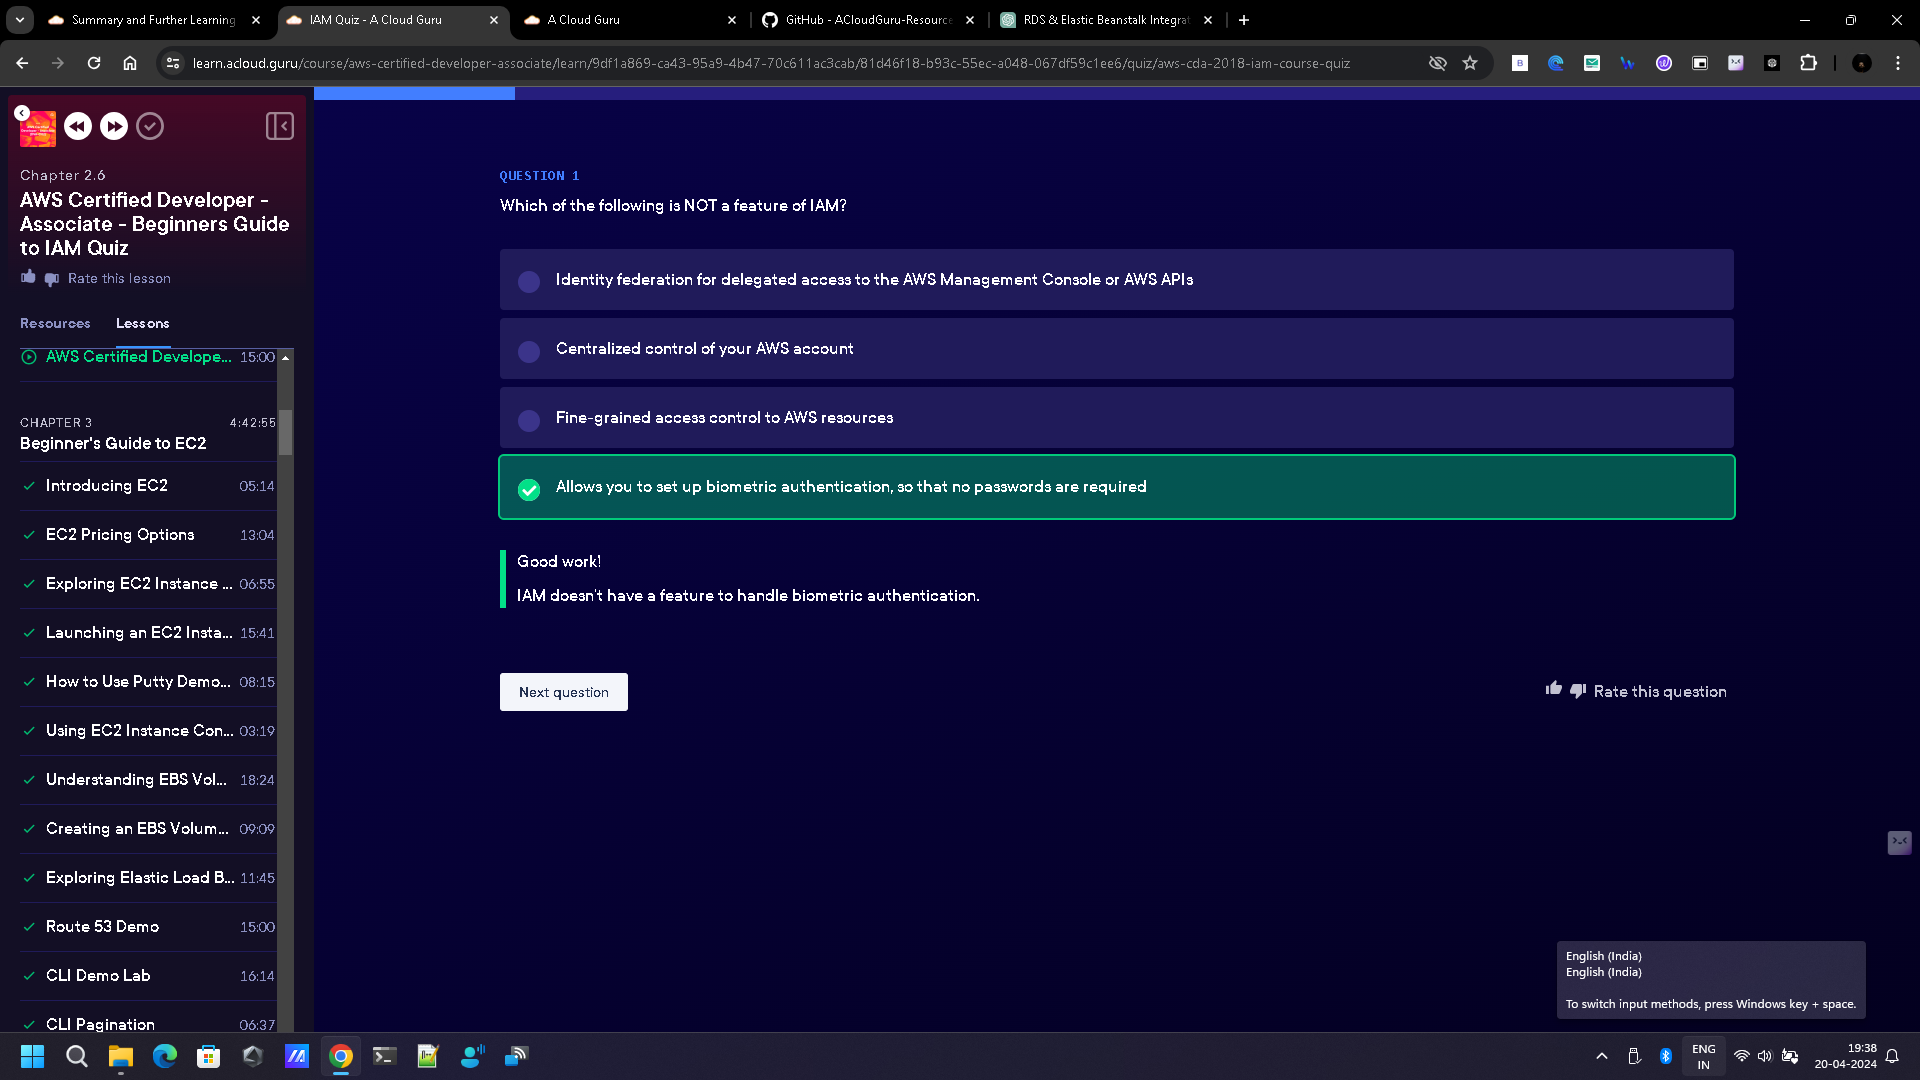 Summary and Further Learning
IAM Quiz - A Cloud Guru
A Cloud Guru
GitHub - ACloudGuru-Resource
RDS & Elastic Beanstalk Integrat
learn.acloud.guru/course/aws-certified-developer-associate/learn/9df1a869-ca43-95a9-4b47-70c611ac3cab/81d46f18-b93c-55ec-a048-067df59c1ee6/quiz/aws-cda-2018-iam-course-quiz
Chapter 2.6
AWS Certified Developer -
Associate - Beginners Guide
to IAM Quiz
Rate this lesson
Resources
Lessons
AWS Certified Develope... 15:00
CHAPTER 3 4:42:55
Beginner's Guide to EC2
Introducing EC2 05:14
EC2 Pricing Options 13:04
Exploring EC2 Instance ... 06:55
Launching an EC2 Insta... 15:41
How to Use Putty Demo... 08:15
Using EC2 Instance Con... 03:19
Understanding EBS Vol... 18:24
Creating an EBS Volum... 09:09
Exploring Elastic Load B... 11:45
Route 53 Demo 15:00
CLI Demo Lab 16:14
CLI Pagination 06:37
QUESTION 1
Which of the following is NOT a feature of IAM?
Identity federation for delegated access to the AWS Management Console or AWS APIs
Centralized control of your AWS account
Fine-grained access control to AWS resources
Allows you to set up biometric authentication, so that no passwords are required
Good work!
IAM doesn't have a feature to handle biometric authentication.
Next question
Rate this question
English (India)
English (India)
To switch input methods, press Windows key + space.
ENG
IN
19:38
20-04-2024